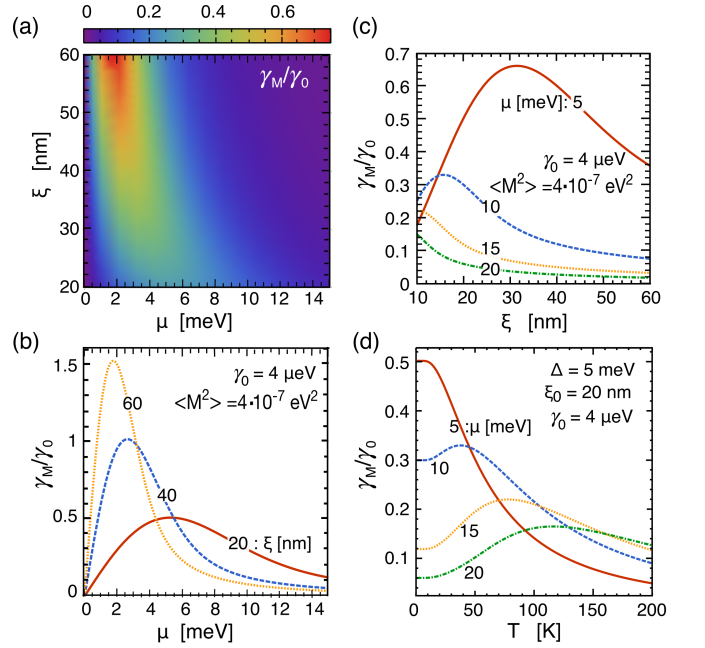 (a)
0 0.2 0.4 0.6
γM/γ0
60
50
40
30
20
ξ [nm]
0 2 4 6 8 10 12 14
μ [meV]
(b)
γ0 = 4 μeV
<M²> =4•10⁻⁷ eV²
60
40
20 : ξ [nm]
1.5
1
0.5
0
γM/γ0
0 2 4 6 8 10 12 14
μ [meV]
(c)
μ [meV]: 5
γ0 = 4 μeV
<M²> =4•10⁻⁷ eV²
10
15
20
0.7
0.6
0.5
0.4
0.3
0.2
0.1
0
γM/γ0
10 20 30 40 50 60
ξ [nm]
(d)
Δ = 5 meV
ξ0 = 20 nm
γ0 = 4 μeV
5 :μ [meV]
10
15
20
0.5
0.4
0.3
0.2
0.1
γM/γ0
0 50 100 150 200
T [K]